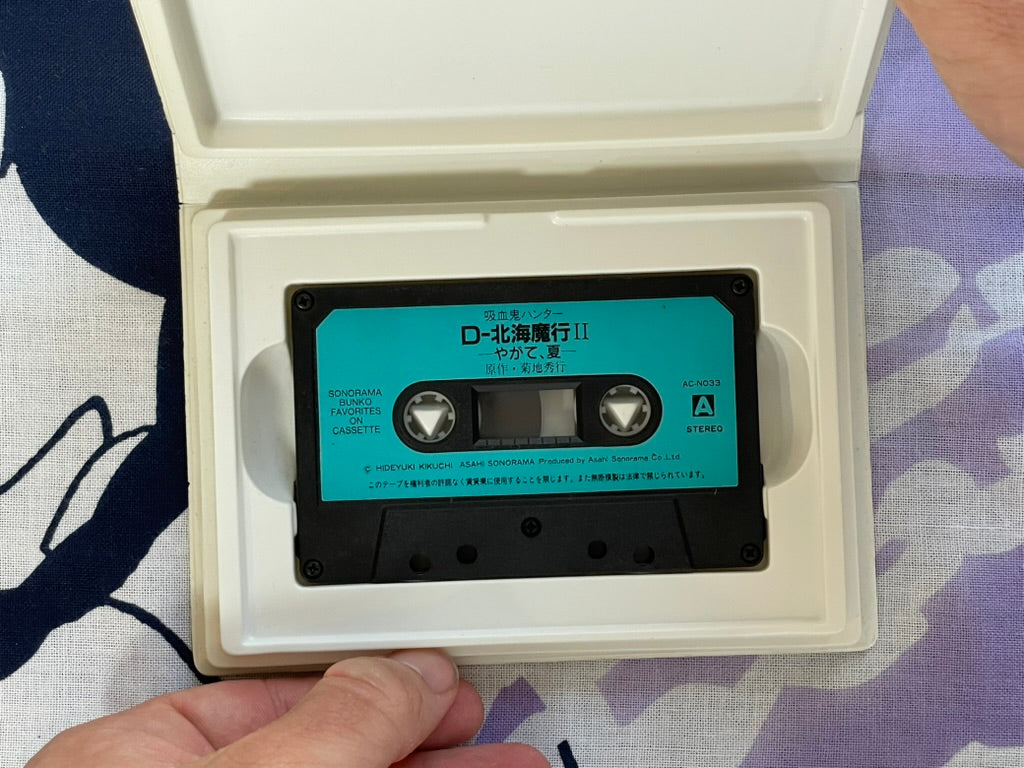 吸血鬼ハンター
D-北海魔行II
―やがて、夏―
原作・菊地秀行
SONORAMA
BUNKO
FAVORITES
ON
CASSETTE
AC-N033
A
STEREO
© HIDEYUKI KIKUCHI ASAHI SONORAMA Produced by Asahi Sonorama Co.,Ltd.
このテープを権利者の許諾なく賃貸業に使用することを禁じます。また無断複製は法律で禁じられています。